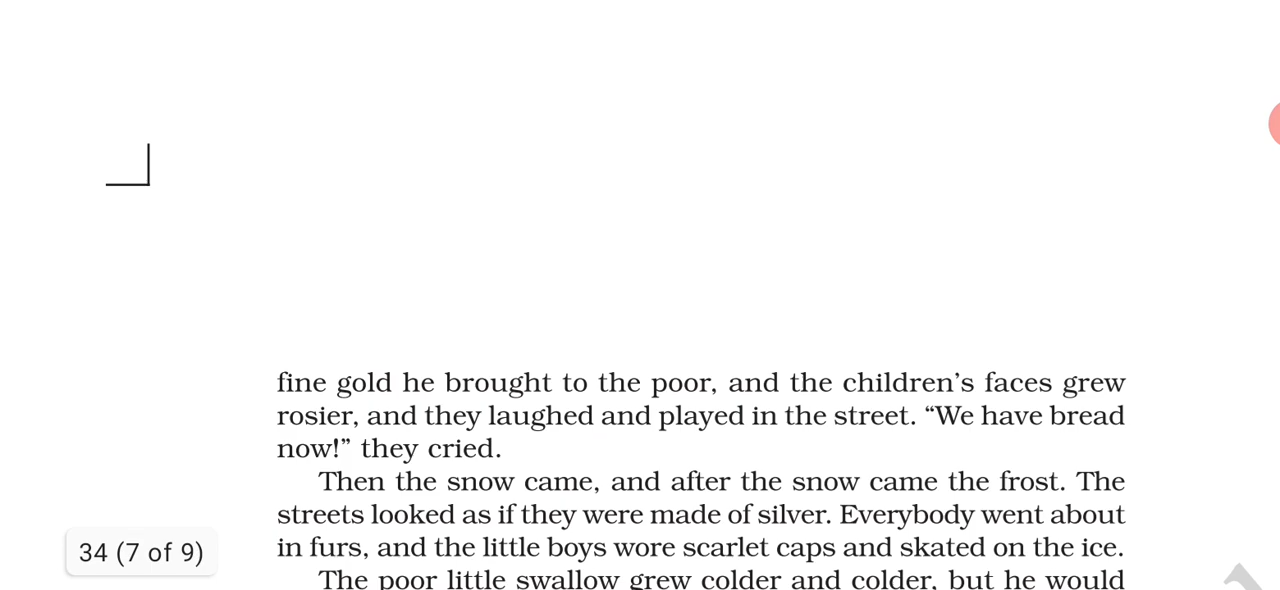 fine gold he brought to the poor, and the children’s faces grew
rosier, and they laughed and played in the street. “We have bread
now!” they cried.
Then the snow came, and after the snow came the frost. The
streets looked as if they were made of silver. Everybody went about
in furs, and the little boys wore scarlet caps and skated on the ice.
The poor little swallow grew colder and colder, but he would
34 (7 of 9)